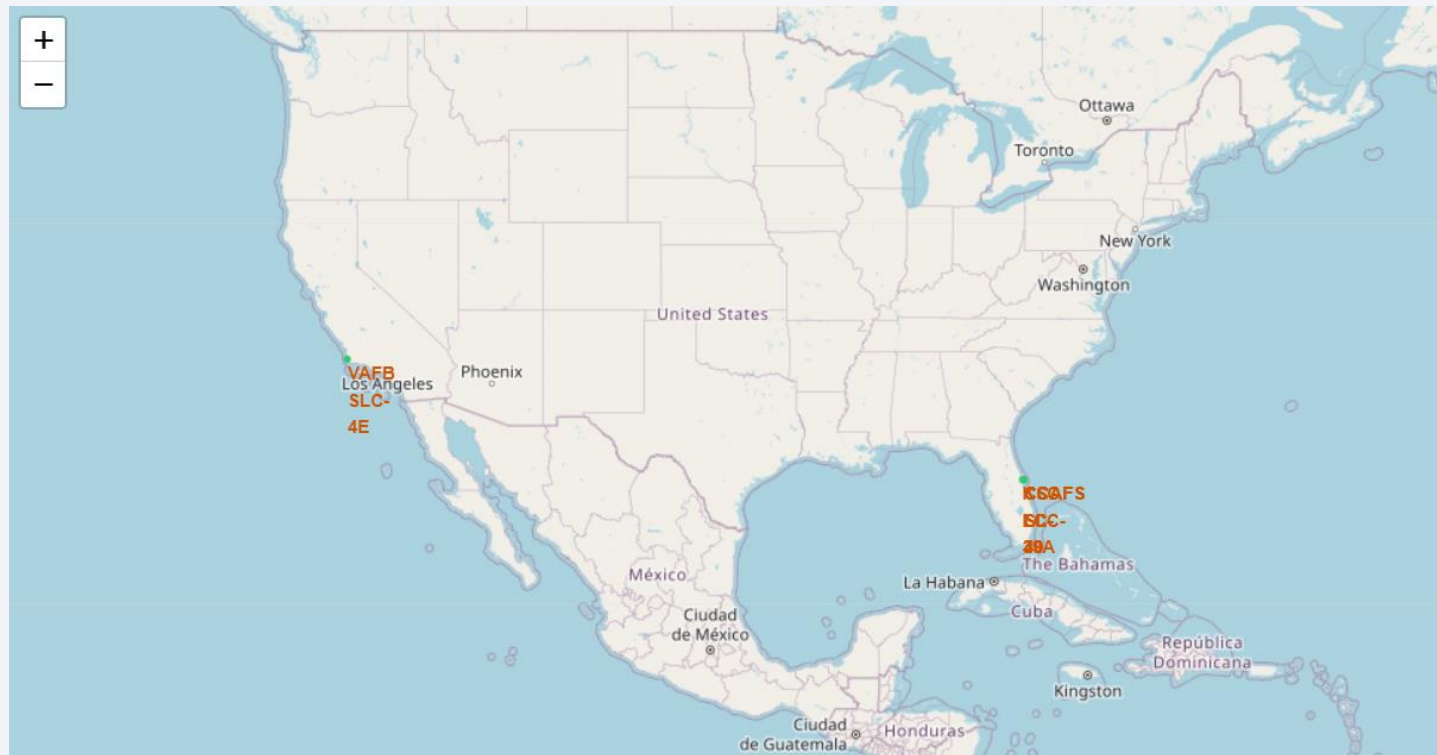 +
−
Ottawa
Toronto
New York
Washington
United States
VAFB
SLC-
4E
Los Angeles
Phoenix
The Bahamas
La Habana
México
Cuba
Ciudad
de México
República
Dominicana
Kingston
Ciudad
de Guatemala
Honduras